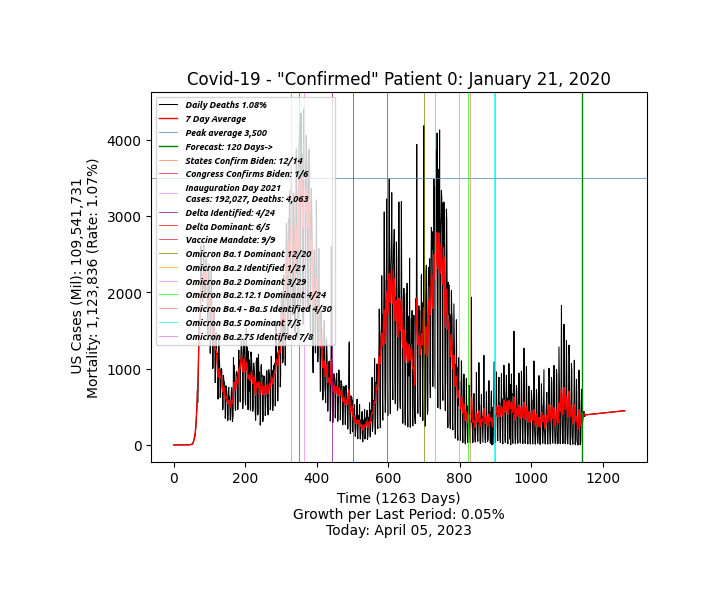 Covid-19 - "Confirmed" Patient 0: January 21, 2020
Daily Deaths 1.08%
7 Day Average
Peak average 3,500
Forecast: 120 Days->
States Confirm Biden: 12/14
Congress Confirms Biden: 1/6
Inauguration Day 2021
Cases: 192,027, Deaths: 4,063
Delta Identified: 4/24
Delta Dominant: 6/5
Vaccine Mandate: 9/9
Omicron Ba.1 Dominant 12/20
Omicron Ba.2 Identified 1/21
Omicron Ba.2 Dominant 3/29
Omicron Ba.2.12.1 Dominant 4/24
Omicron Ba.4 - Ba.5 Identified 4/30
Omicron Ba.5 Dominant 7/5
Omicron Ba.2.75 Identified 7/8
4000
3000
2000
1000
0
US Cases (Mil): 109,541,731
Mortality: 1,123,836 (Rate: 1.07%)
0 200 400 600 800 1000 1200
Time (1263 Days)
Growth per Last Period: 0.05%
Today: April 05, 2023